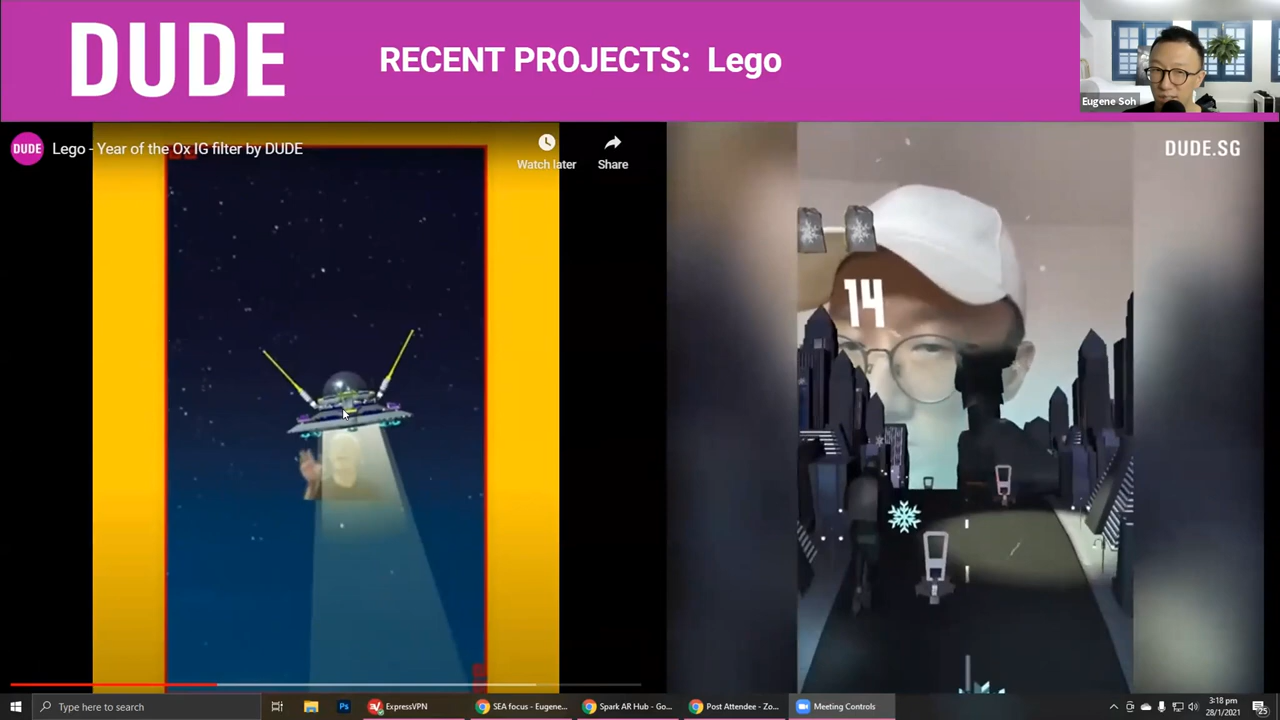 DUDE
RECENT PROJECTS: Lego
Eugene Soh
DUDE
Lego - Year of the Ox IG filter by DUDE
Watch later
Share
DUDE.SG
14
Type here to search
Ps
ExpressVPN
SEA focus - Eugene...
Spark AR Hub - Go...
Post Attendee - Zo...
Meeting Controls
3:18 pm
28/1/2021
25